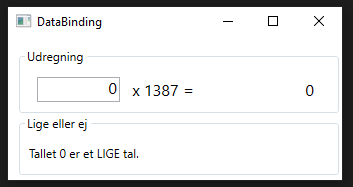 DataBinding
Udregning
0 x 1387 = 0
Lige eller ej
Tallet 0 er et LIGE tal.